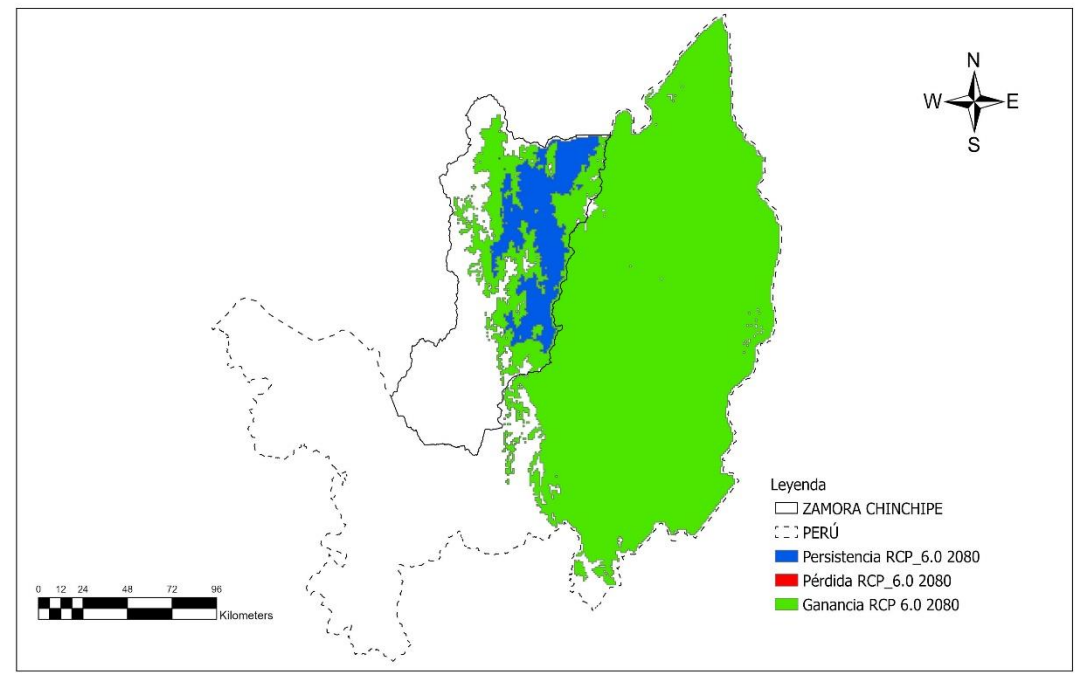 N
W E
S
Leyenda
ZAMORA CHINCHIPE
PERÚ
Persistencia RCP_6.0 2080
Pérdida RCP_6.0 2080
Ganancia RCP 6.0 2080
0 12 24 48 72 96
Kilometers